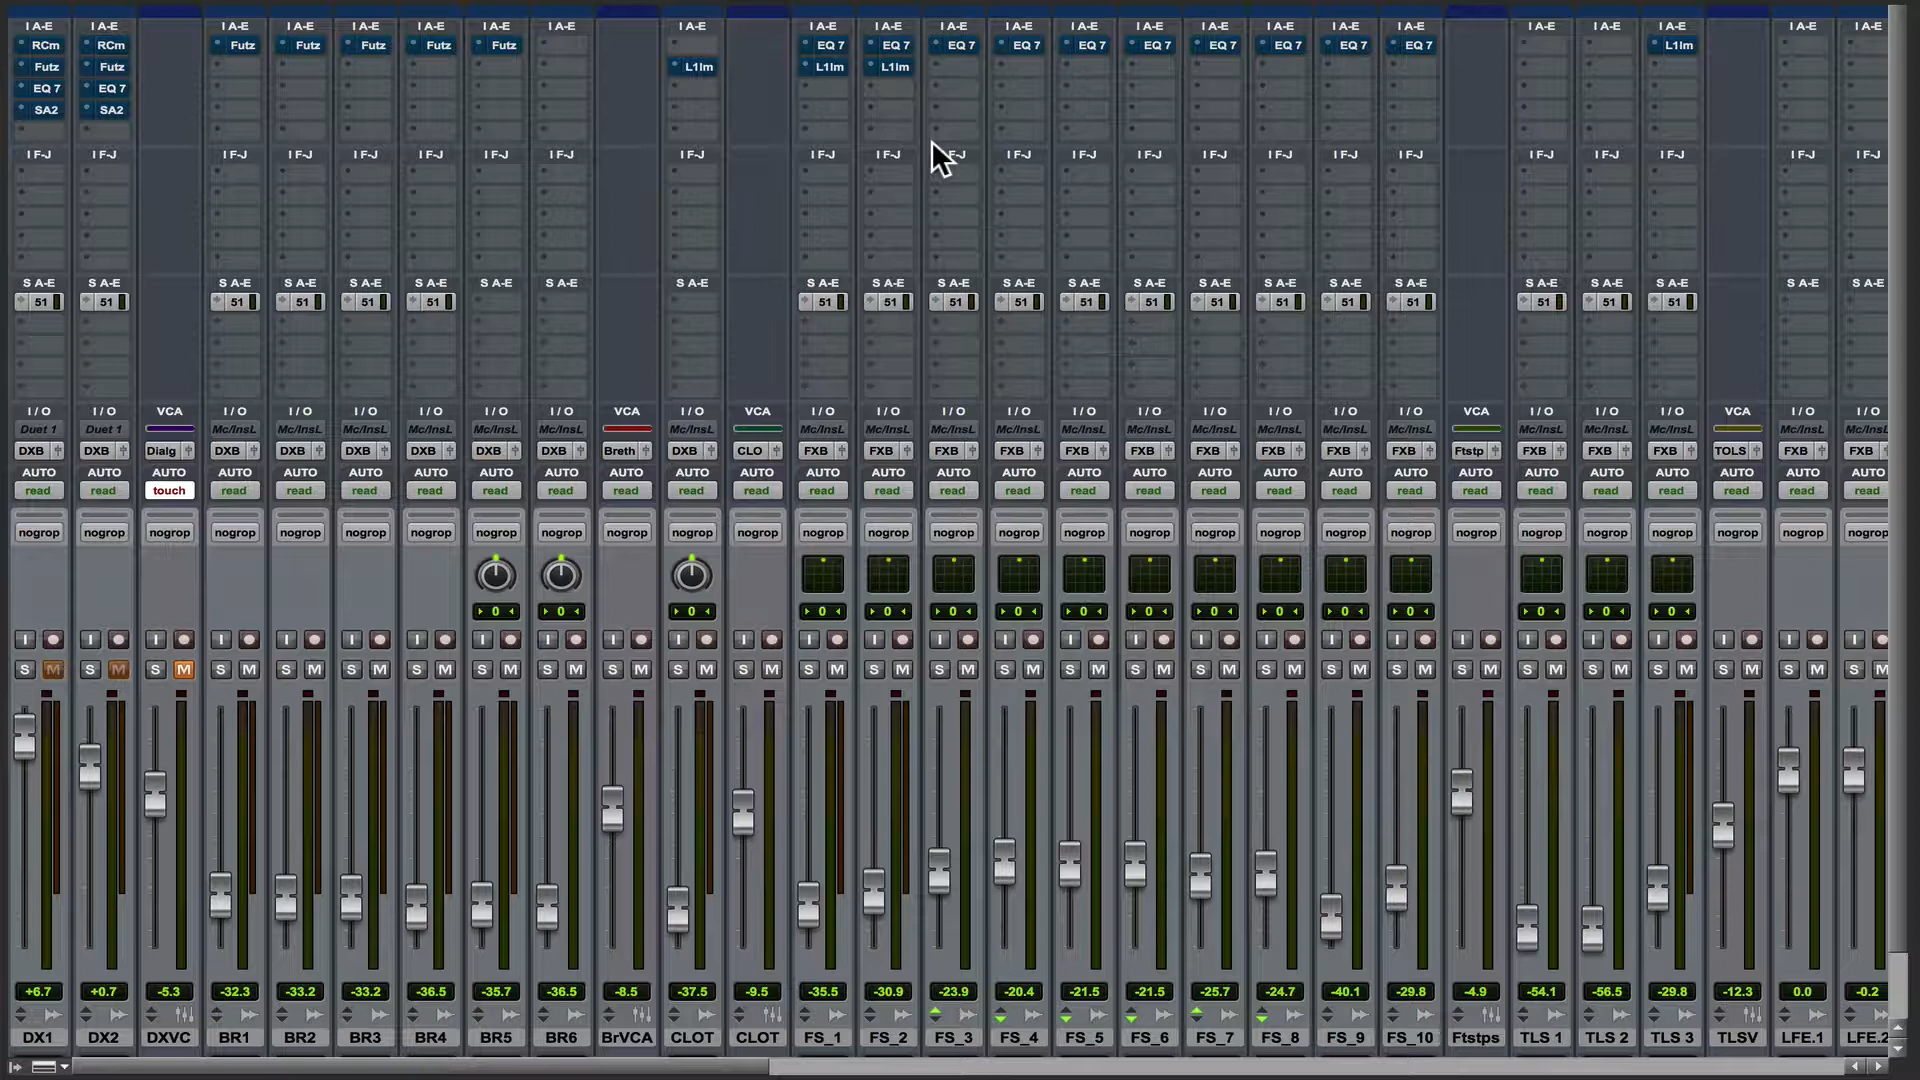 I A-E I A-E I A-E I A-E I A-E I A-E I A-E I A-E I A-E I A-E I A-E I A-E I A-E I A-E I A-E I A-E I A-E I A-E I A-E I A-E I A-E I A-E I A-E I A-E
RCm RCm Futz Futz Futz Futz Futz EQ 7 EQ 7 EQ 7 EQ 7 EQ 7 EQ 7 EQ 7 EQ 7 EQ 7 EQ 7 L1lm
Futz Futz L1lm L1lm L1lm
EQ 7 EQ 7
SA2 SA2
I F-J I F-J I F-J I F-J I F-J I F-J I F-J I F-J I F-J I F-J I F-J F-J I F-J I F-J I F-J I F-J I F-J I F-J I F-J I F-J I F-J I F-J I F-J I F-J
S A-E S A-E S A-E S A-E S A-E S A-E S A-E S A-E S A-E S A-E S A-E S A-E S A-E S A-E S A-E S A-E S A-E S A-E S A-E S A-E S A-E S A-E S A-E S A-E
51 51 51 51 51 51 51 51 51 51 51 51 51 51 51 51 51 51 51
I / O I / O VCA I / O I / O I / O I / O I / O I / O VCA I / O VCA I / O I / O I / O I / O I / O I / O I / O I / O I / O I / O VCA I / O I / O I / O VCA I / O I / O
Duet 1 Duet 1 Mc/InsL Mc/InsL Mc/InsL Mc/InsL Mc/InsL Mc/InsL Mc/InsL Mc/InsL Mc/InsL Mc/InsL Mc/InsL Mc/InsL Mc/InsL Mc/InsL Mc/InsL Mc/InsL Mc/InsL Mc/InsL Mc/InsL Mc/InsL Mc/InsL Mc/InsL
DXB DXB Dialg DXB DXB DXB DXB DXB DXB Breth DXB CLO FXB FXB FXB FXB FXB FXB FXB FXB FXB FXB Ftstp FXB FXB FXB TOLS FXB FXB
AUTO AUTO AUTO AUTO AUTO AUTO AUTO AUTO AUTO AUTO AUTO AUTO AUTO AUTO AUTO AUTO AUTO AUTO AUTO AUTO AUTO AUTO AUTO AUTO AUTO AUTO AUTO AUTO AUTO
read read touch read read read read read read read read read read read read read read read read read read read read read read read read read read
nogrop nogrop nogrop nogrop nogrop nogrop nogrop nogrop nogrop nogrop nogrop nogrop nogrop nogrop nogrop nogrop nogrop nogrop nogrop nogrop nogrop nogrop nogrop nogrop nogrop nogrop nogrop nogrop nogrop
0 0 0 0 0 0 0 0 0 0 0 0 0 0 0 0
I I I I I I I I I I I I I I I I I I I I I I I I I I I I I
S M S M S M S M S M S M S M S M S M S M S M S M S M S M S M S M S M S M S M S M S M S M S M S M S M S M S M S M S M
+6.7 +0.7 -5.3 -32.3 -33.2 -33.2 -36.5 -35.7 -36.5 -8.5 -37.5 -9.5 -35.5 -30.9 -23.9 -20.4 -21.5 -21.5 -25.7 -24.7 -40.1 -29.8 -4.9 -54.1 -56.5 -29.8 -12.3 0.0 -0.2
DX1 DX2 DXVC BR1 BR2 BR3 BR4 BR5 BR6 BrVCA CLOT CLOT FS_1 FS_2 FS_3 FS_4 FS_5 FS_6 FS_7 FS_8 FS_9 FS_10 Ftstps TLS 1 TLS 2 TLS 3 TLSV LFE.1 LFE.2